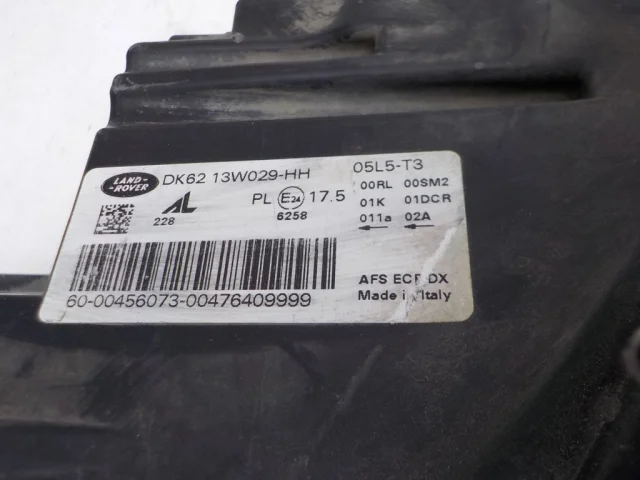 LAND-
ROVER
DK62 13W029-HH
05L5-T3
AL
228
PL E24 17.5
6258
00RL 00SM2
01K 01DCR
011a 02A
60-00456073-00476409999
AFS ECE DX
Made in Italy